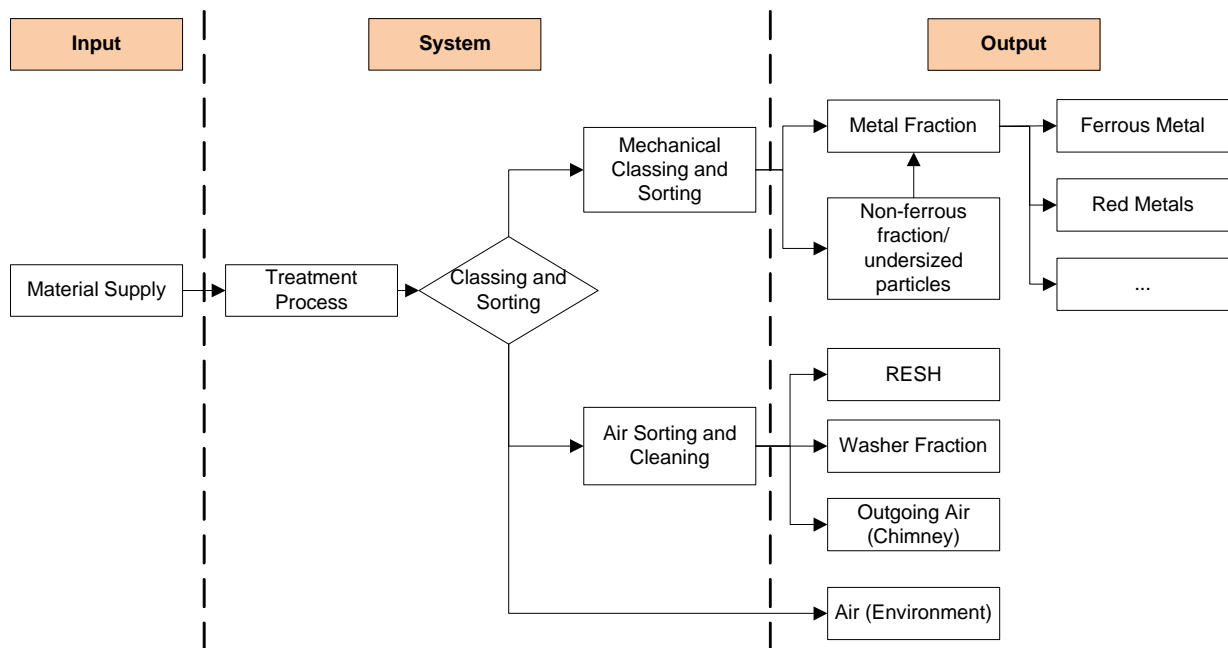 Input
System
Output
Material Supply
Treatment
Process
Classing and
Sorting
Mechanical
Classing and
Sorting
Air Sorting and
Cleaning
Metal Fraction
Non-ferrous
fraction/
undersized
particles
Ferrous Metal
Red Metals
...
RESH
Washer Fraction
Outgoing Air
(Chimney)
Air (Environment)